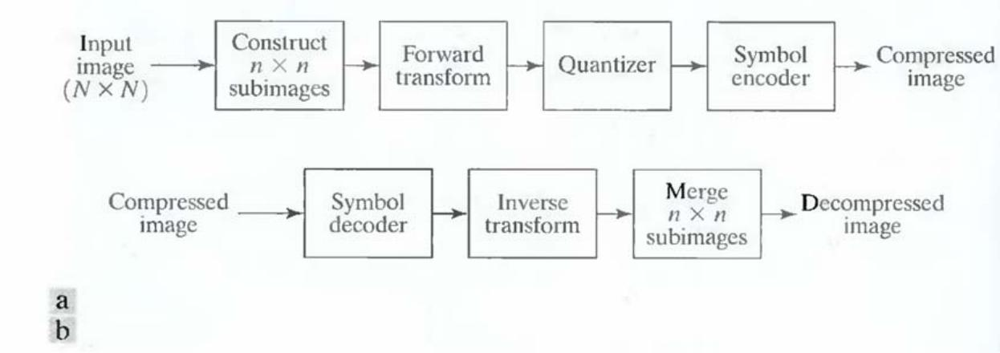 Input
image
(N × N)
Construct
n × n
subimages
Forward
transform
Quantizer
Symbol
encoder
Compressed
image
Compressed
image
Symbol
decoder
Inverse
transform
Merge
n × n
subimages
Decompressed
image
a
b